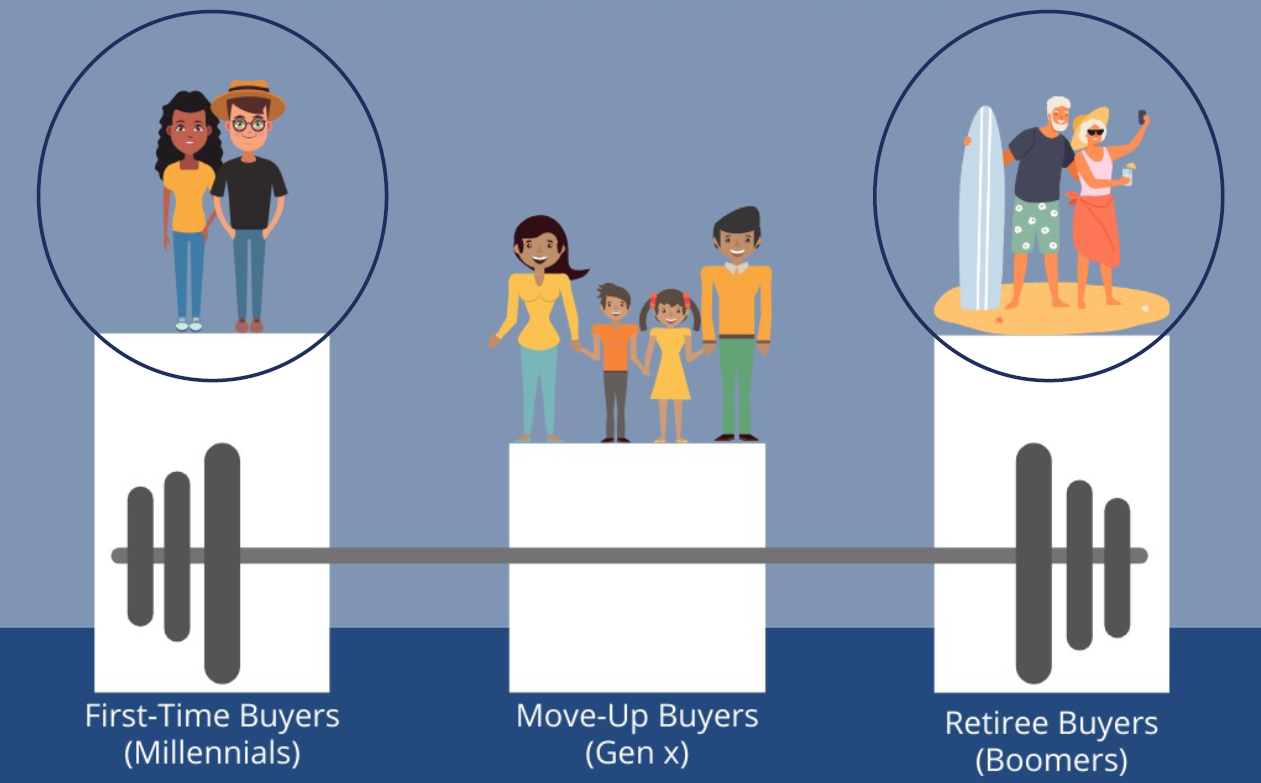 First-Time Buyers
(Millennials)
Move-Up Buyers
(Gen x)
Retiree Buyers
(Boomers)